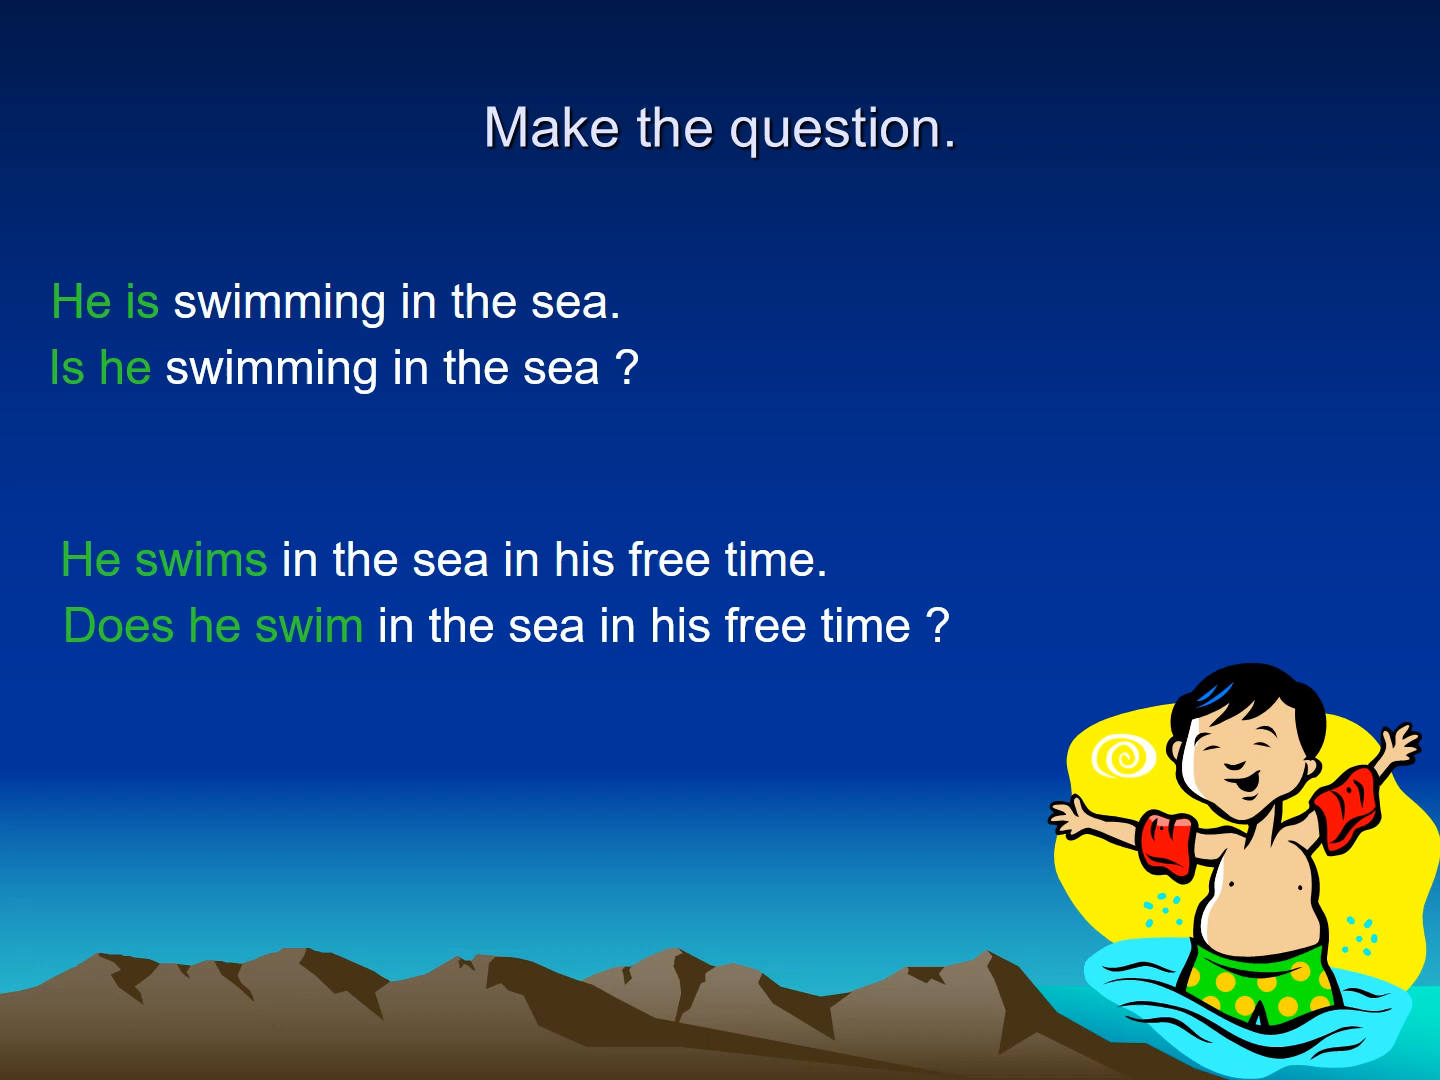 Make the question.
He is swimming in the sea.
Is he swimming in the sea ?
He swims in the sea in his free time.
Does he swim in the sea in his free time ?